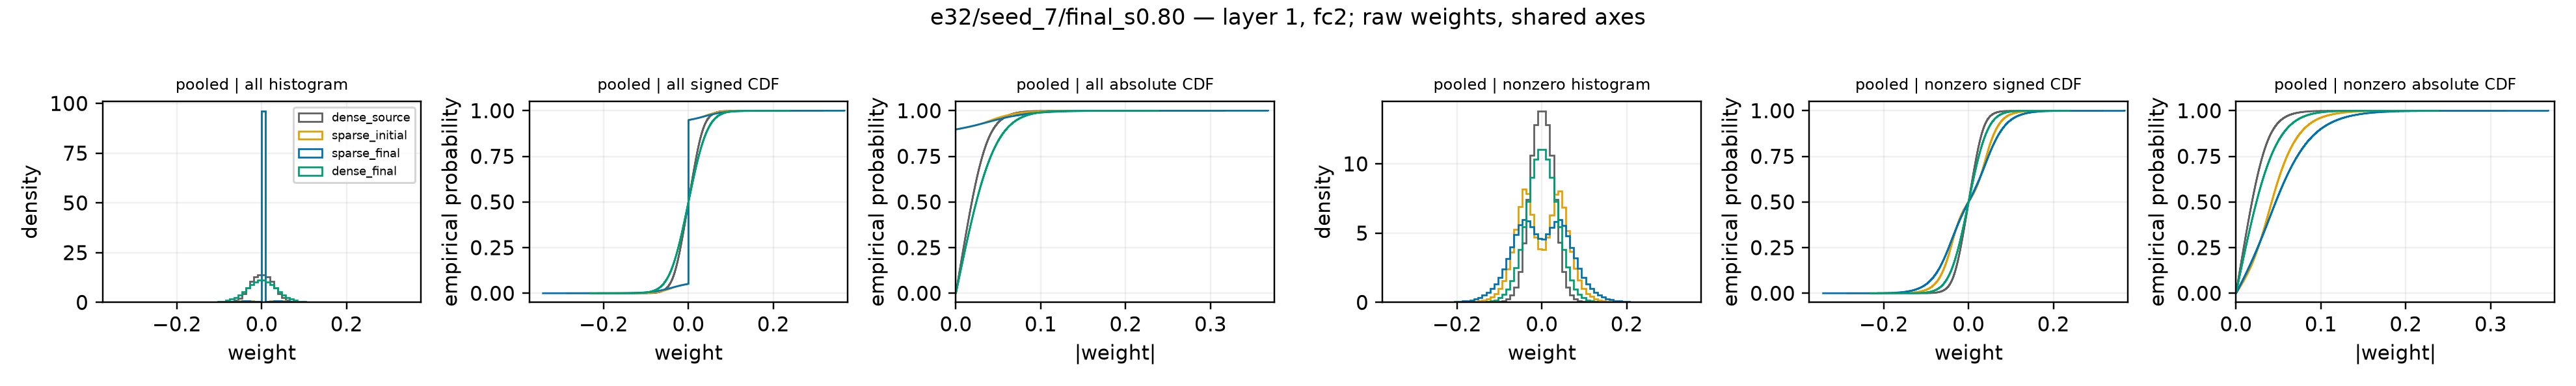 e32/seed_7/final_s0.80 — layer 1, fc2; raw weights, shared axes
pooled | all histogram
density
100
75
50
25
0
−0.2
0.0
0.2
weight
dense_source
sparse_initial
sparse_final
dense_final
pooled | all signed CDF
empirical probability
1.00
0.75
0.50
0.25
0.00
−0.2
0.0
0.2
weight
pooled | all absolute CDF
empirical probability
1.00
0.75
0.50
0.25
0.00
0.0
0.1
0.2
0.3
|weight|
pooled | nonzero histogram
density
10
5
0
−0.2
0.0
0.2
weight
pooled | nonzero signed CDF
empirical probability
1.00
0.75
0.50
0.25
0.00
−0.2
0.0
0.2
weight
pooled | nonzero absolute CDF
empirical probability
1.00
0.75
0.50
0.25
0.00
0.0
0.1
0.2
0.3
|weight|